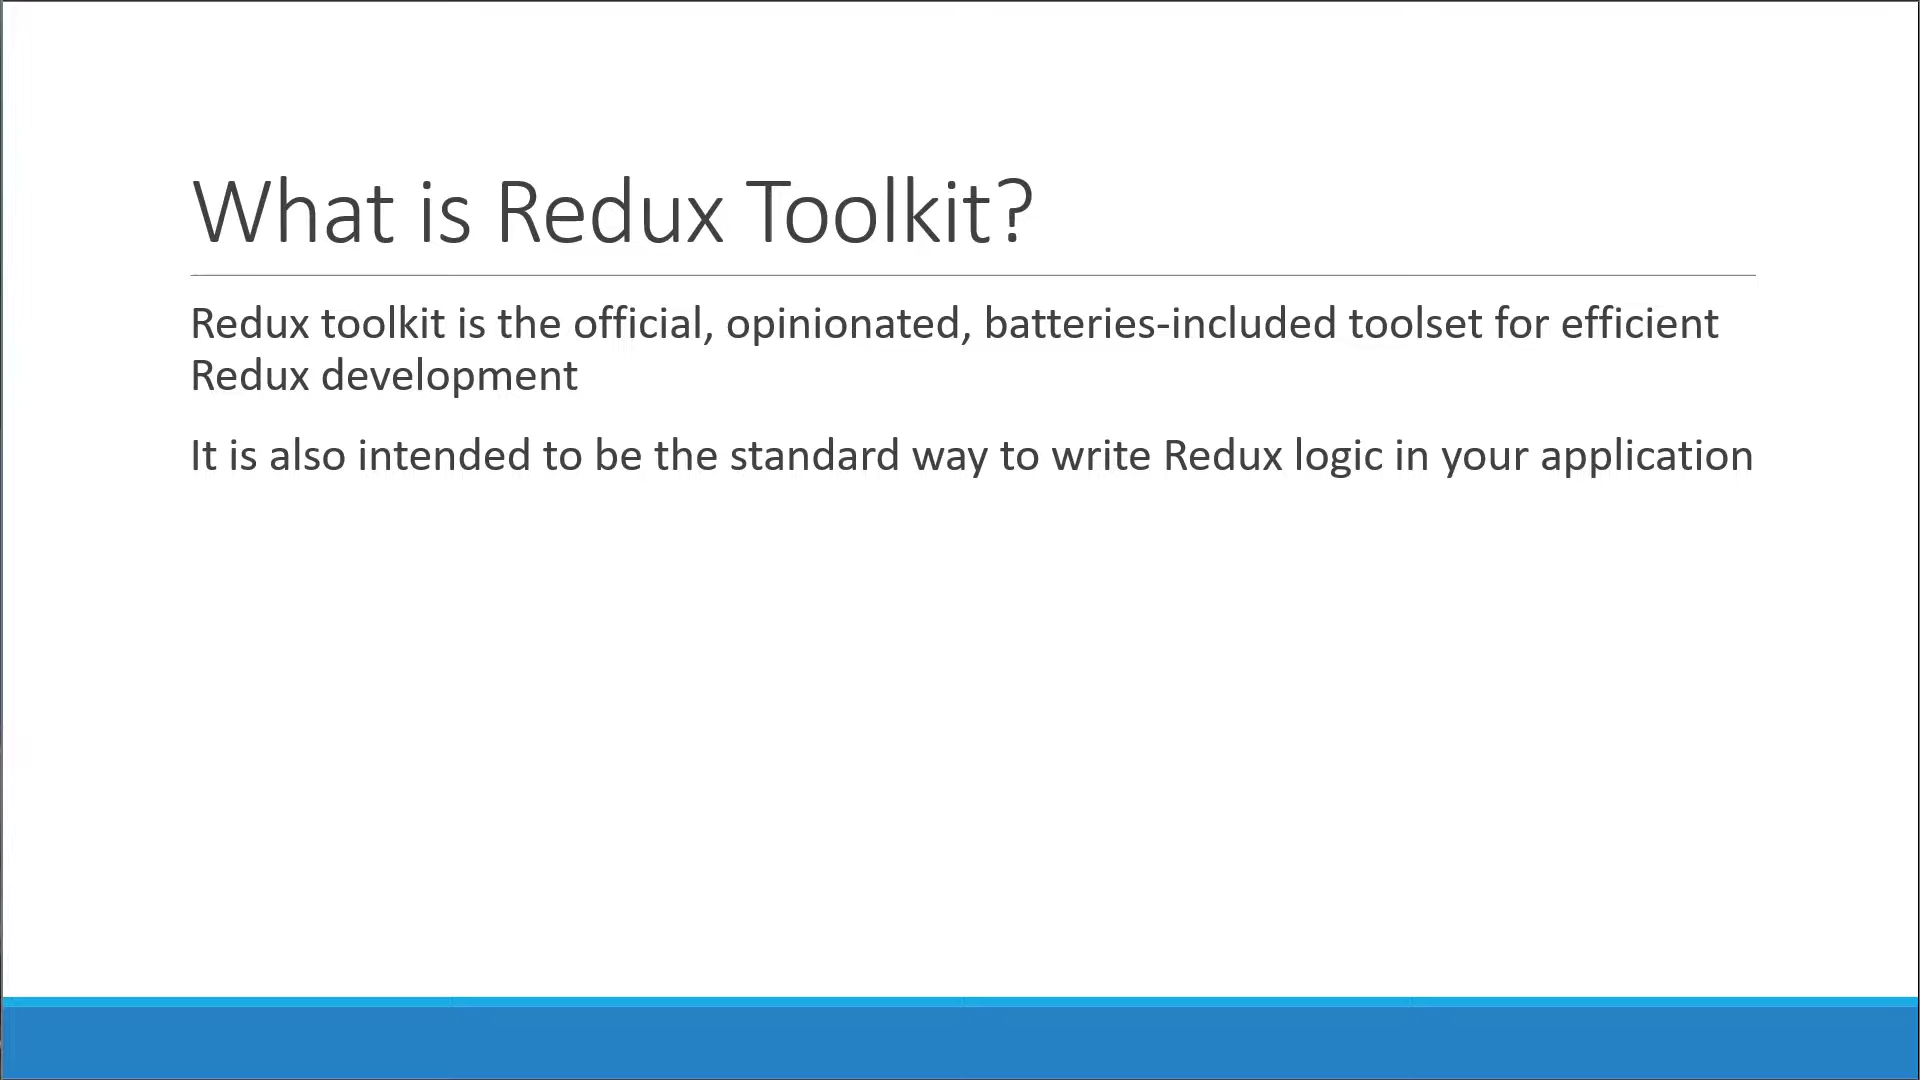 What is Redux Toolkit?
Redux toolkit is the official, opinionated, batteries-included toolset for efficient
Redux development
It is also intended to be the standard way to write Redux logic in your application